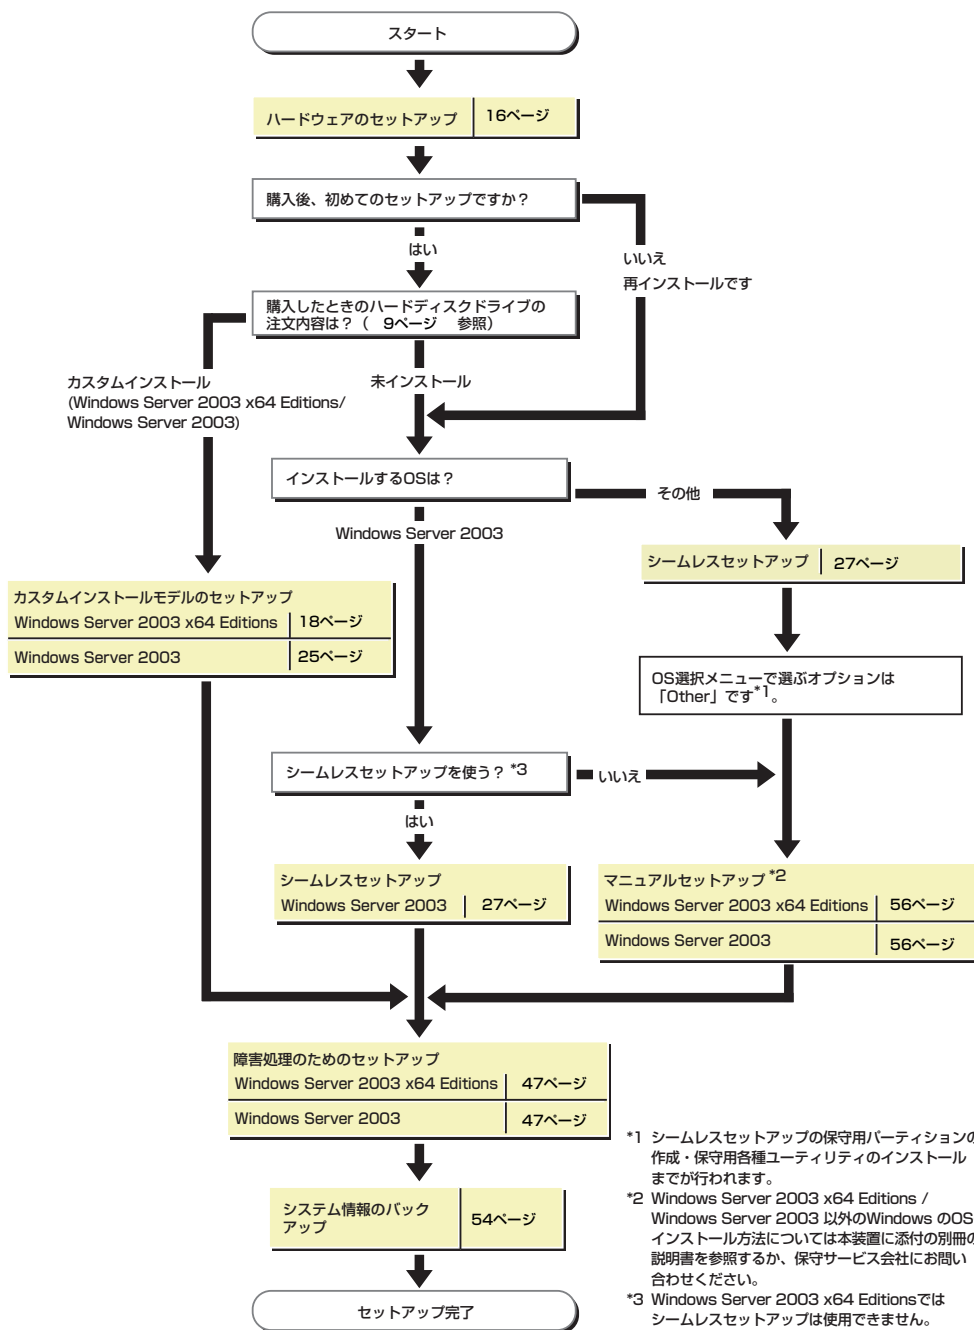 スタート
ハードウェアのセットアップ 16ページ
購入後、初めてのセットアップですか？
はい
いいえ
再インストールです
購入したときのハードディスクドライブの
注文内容は？（ 9ページ 参照）
カスタムインストール
(Windows Server 2003 x64 Editions/
Windows Server 2003)
未インストール
インストールするOSは？
その他
Windows Server 2003
シームレスセットアップ 27ページ
カスタムインストールモデルのセットアップ
Windows Server 2003 x64 Editions 18ページ
Windows Server 2003 25ページ
OS選択メニューで選ぶオプションは
「Other」です*1。
シームレスセットアップを使う？ *3
いいえ
はい
シームレスセットアップ
Windows Server 2003 27ページ
マニュアルセットアップ *2
Windows Server 2003 x64 Editions 56ページ
Windows Server 2003 56ページ
障害処理のためのセットアップ
Windows Server 2003 x64 Editions 47ページ
Windows Server 2003 47ページ
システム情報のバック
アップ 54ページ
セットアップ完了
*1 シームレスセットアップの保守用パーティションの
作成・保守用各種ユーティリティのインストール
までが行われます。
*2 Windows Server 2003 x64 Editions /
Windows Server 2003 以外のWindows のOS
インストール方法については本装置に添付の別冊の
説明書を参照するか、保守サービス会社にお問い
合わせください。
*3 Windows Server 2003 x64 Editionsでは
シームレスセットアップは使用できません。